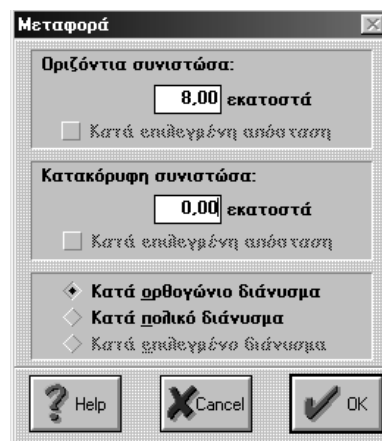 Μεταφορά
Οριζόντια συνιστώσα:
8,00 εκατοστά
Κατά επιλεγμένη απόσταση
Κατακόρυφη συνιστώσα:
0,00 εκατοστά
Κατά επιλεγμένη απόσταση
Κατά ορθογώνιο διάνυσμα
Κατά πολικό διάνυσμα
Κατά επιλεγμένο διάνυσμα
Help
Cancel
OK